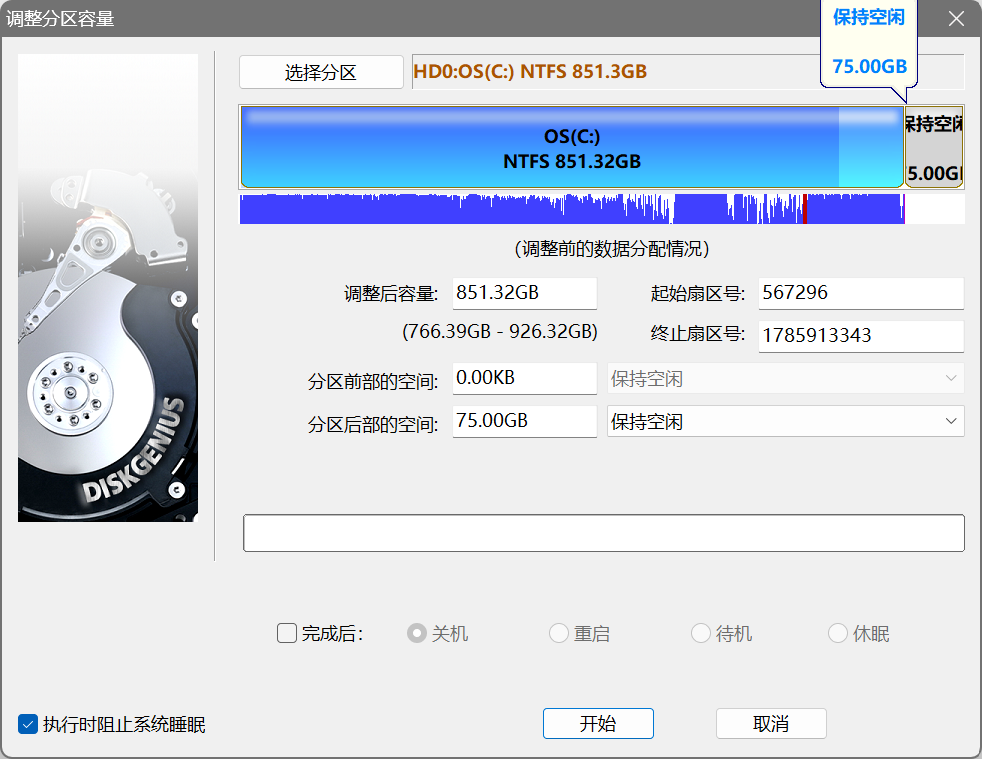 调整分区容量
保持空闲
75.00GB
选择分区
HD0:OS(C:) NTFS 851.3GB
OS(C:)
NTFS 851.32GB
保持空闲
5.00G
(调整前的数据分配情况)
调整后容量: 851.32GB 起始扇区号: 567296
(766.39GB - 926.32GB) 终止扇区号: 1785913343
分区前部的空间: 0.00KB 保持空闲
分区后部的空间: 75.00GB 保持空闲
DISKGENIUS
完成后: 关机 重启 待机 休眠
执行时阻止系统睡眠 开始 取消